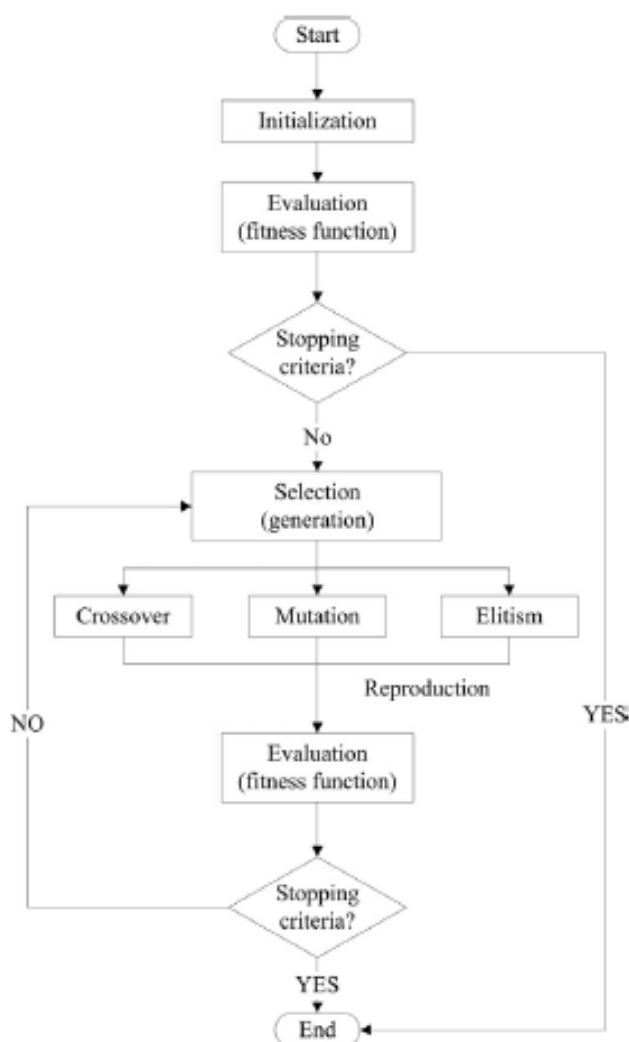 Start
Initialization
Evaluation
(fitness function)
Stopping
criteria?
No
Selection
(generation)
Crossover
Mutation
Elitism
Reproduction
NO
YES
Evaluation
(fitness function)
Stopping
criteria?
YES
End